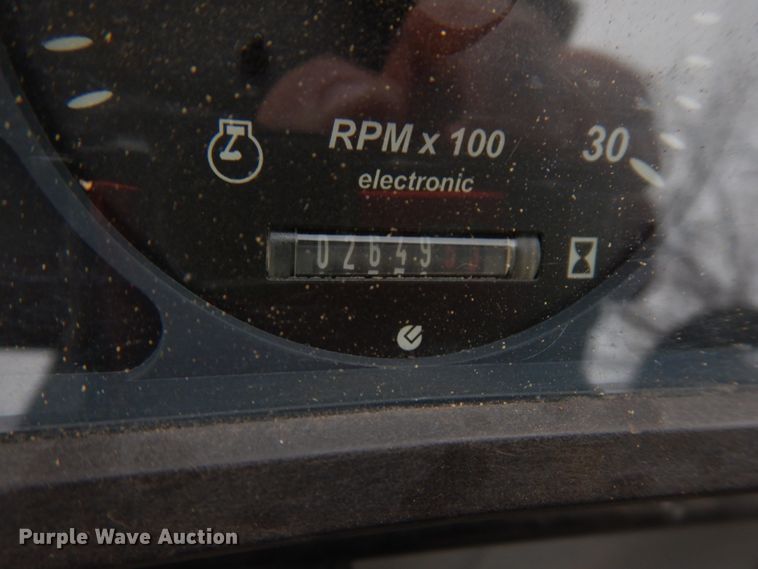 RPM x 100
30
electronic
02649
Purple Wave Auction